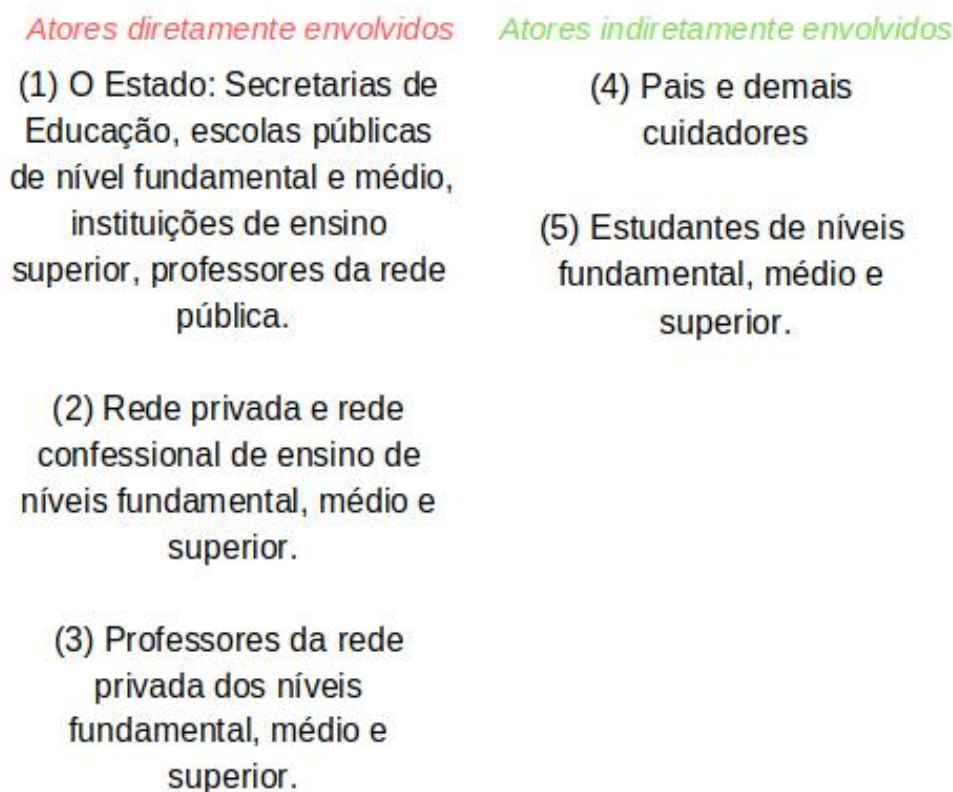 Atores diretamente envolvidos
(1) O Estado: Secretarias de
Educação, escolas públicas
de nível fundamental e médio,
instituições de ensino
superior, professores da rede
pública.
(2) Rede privada e rede
confessional de ensino de
níveis fundamental, médio e
superior.
(3) Professores da rede
privada dos níveis
fundamental, médio e
superior.
Atores indiretamente envolvidos
(4) Pais e demais
cuidadores
(5) Estudantes de níveis
fundamental, médio e
superior.